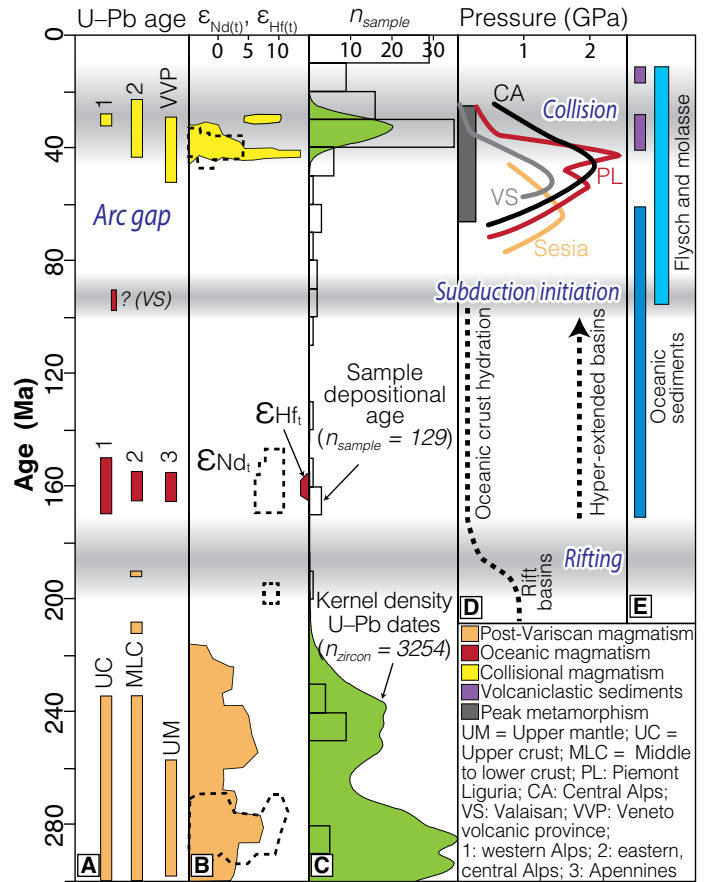 U–Pb age
εNd(t), εHf(t)
nsample
Pressure (GPa)
0 5 10
10 20 30
1 2
0
40
80
120
160
200
240
280
Age (Ma)
1
2
VVP
Arc gap
? (VS)
1
2
3
UC
MLC
UM
εNdt
εHft
Sample
depositional
age
(nsample = 129)
Kernel density
U–Pb dates
(nzircon = 3254)
CA
Collision
VS
PL
Sesia
Subduction initiation
Oceanic crust hydration
Hyper-extended basins
Rifting
Rift
basins
Flysch and molasse
Oceanic
sediments
A
B
C
D
E
Post-Variscan magmatism
Oceanic magmatism
Collisional magmatism
Volcaniclastic sediments
Peak metamorphism
UM = Upper mantle; UC =
Upper crust; MLC = Middle
to lower crust; PL: Piemont
Liguria; CA: Central Alps;
VS: Valaisan; VVP: Veneto
volcanic province;
1: western Alps; 2: eastern,
central Alps; 3: Apennines